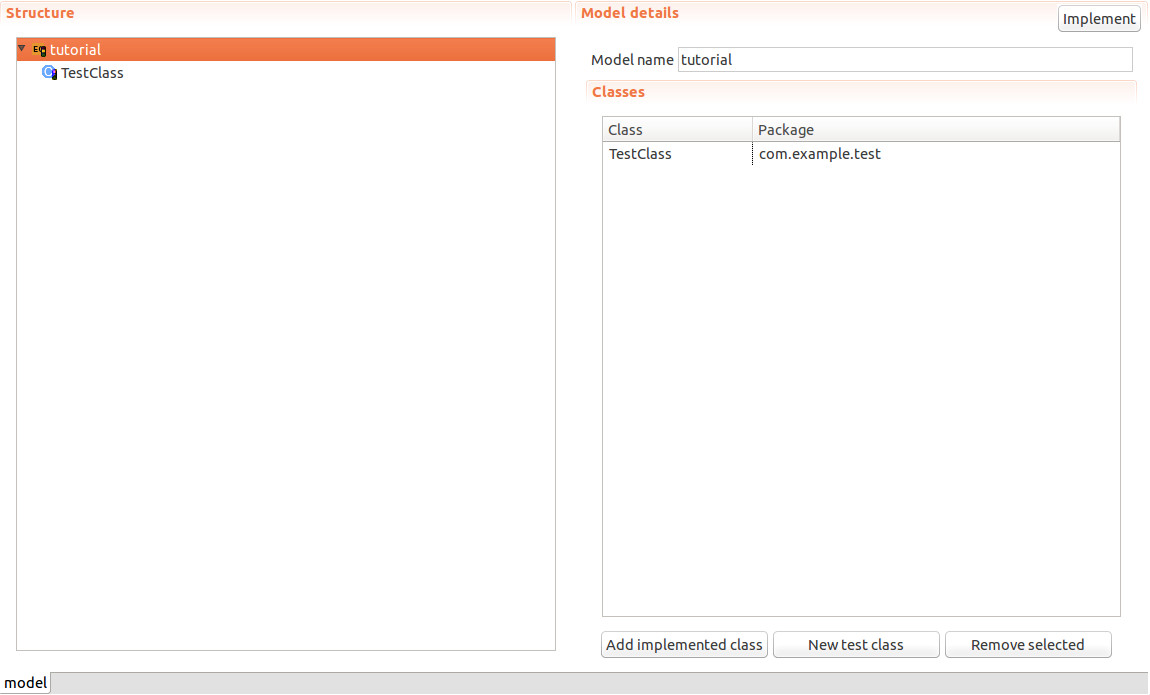 Structure
tutorial
TestClass
Model details
Implement
Model name tutorial
Classes
Class Package
TestClass com.example.test
Add implemented class New test class Remove selected
model